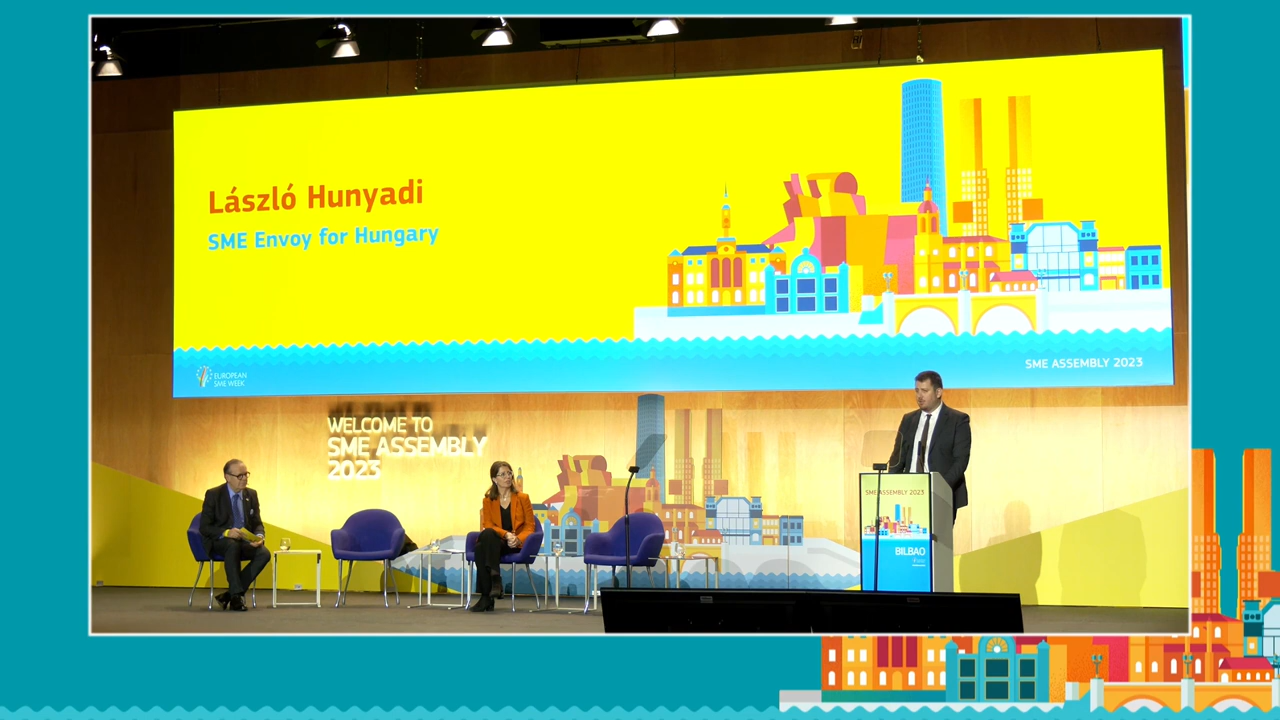 László Hunyadi
SME Envoy for Hungary
EUROPEAN
SME WEEK
SME ASSEMBLY 2023
WELCOME TO
SME ASSEMBLY
2023
SME ASSEMBLY 2023
BILBAO